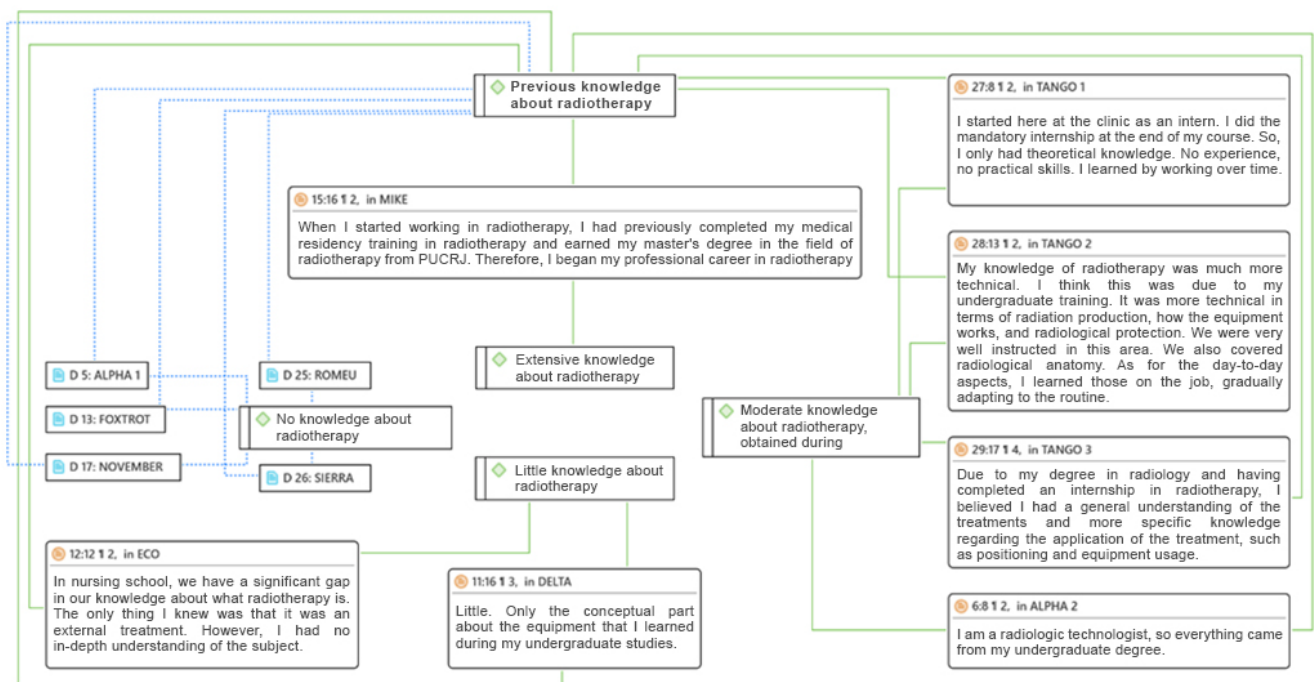 Previous knowledge
about radiotherapy
27:8 ¶ 2, in TANGO 1
I started here at the clinic as an intern. I did the
mandatory internship at the end of my course. So,
I only had theoretical knowledge. No experience,
no practical skills. I learned by working over time.
15:16 ¶ 2, in MIKE
When I started working in radiotherapy, I had previously completed my medical
residency training in radiotherapy and earned my master's degree in the field of
radiotherapy from PUCRJ. Therefore, I began my professional career in radiotherapy
28:13 ¶ 2, in TANGO 2
My knowledge of radiotherapy was much more
technical. I think this was due to my
undergraduate training. It was more technical in
terms of radiation production, how the equipment
works, and radiological protection. We were very
well instructed in this area. We also covered
radiological anatomy. As for the day-to-day
aspects, I learned those on the job, gradually
adapting to the routine.
D 5: ALPHA 1
D 25: ROMEU
Extensive knowledge
about radiotherapy
D 13: FOXTROT
No knowledge about
radiotherapy
Moderate knowledge
about radiotherapy,
obtained during
D 17: NOVEMBER
D 26: SIERRA
Little knowledge about
radiotherapy
29:17 ¶ 4, in TANGO 3
Due to my degree in radiology and having
completed an internship in radiotherapy, I
believed I had a general understanding of the
treatments and more specific knowledge
regarding the application of the treatment, such
as positioning and equipment usage.
12:12 ¶ 2, in ECO
In nursing school, we have a significant gap
in our knowledge about what radiotherapy is.
The only thing I knew was that it was an
external treatment. However, I had no
in-depth understanding of the subject.
11:16 ¶ 3, in DELTA
Little. Only the conceptual part
about the equipment that I learned
during my undergraduate studies.
6:8 ¶ 2, in ALPHA 2
I am a radiologic technologist, so everything came
from my undergraduate degree.